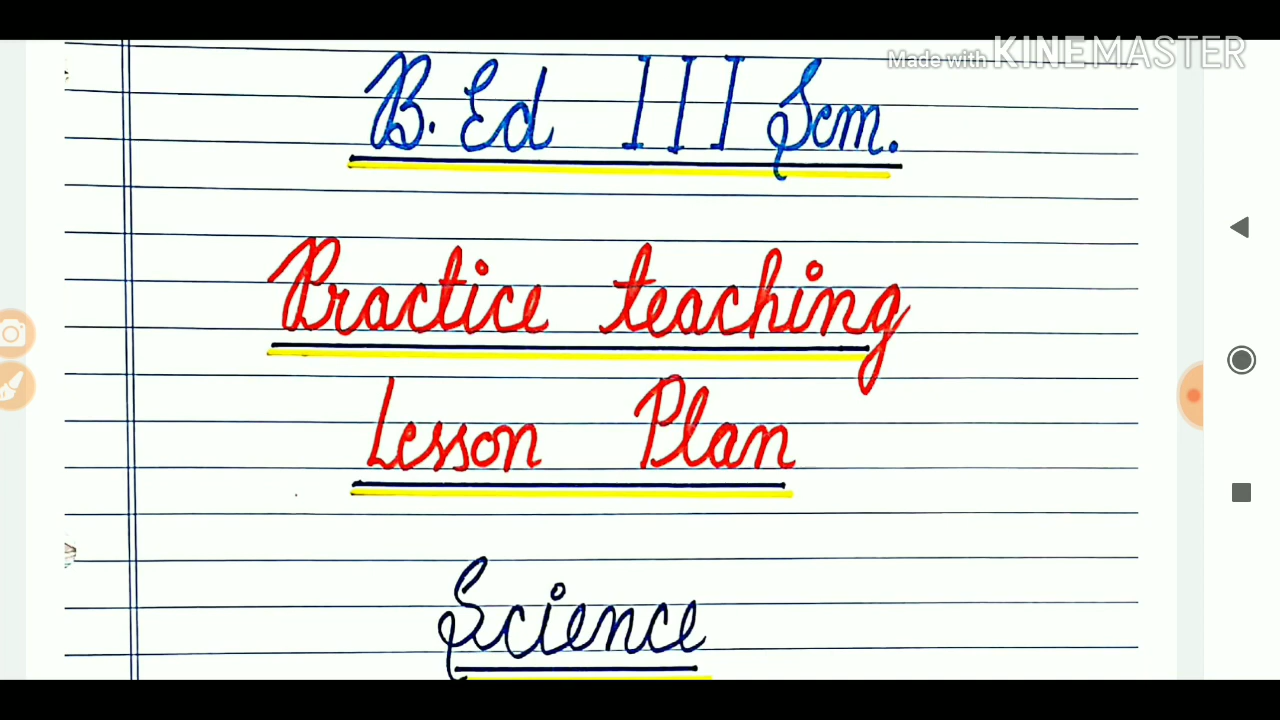 Made with KINEMASTER
B. Ed III Sem.
Practice teaching
Lesson Plan
Science